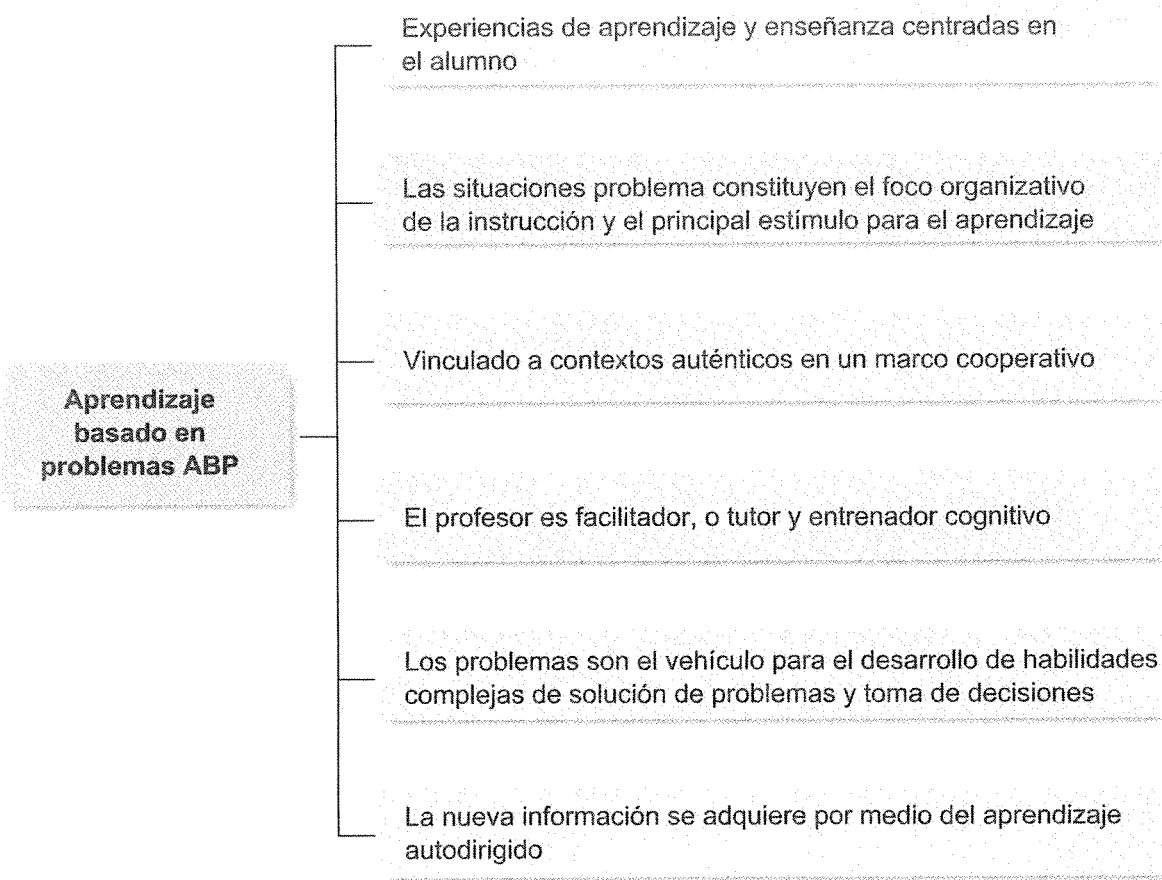 Experiencias de aprendizaje y enseñanza centradas en
el alumno
Las situaciones problema constituyen el foco organizativo
de la instrucción y el principal estímulo para el aprendizaje
Vinculado a contextos auténticos en un marco cooperativo
Aprendizaje
basado en
problemas ABP
El profesor es facilitador, o tutor y entrenador cognitivo
Los problemas son el vehículo para el desarrollo de habilidades
complejas de solución de problemas y toma de decisiones
La nueva información se adquiere por medio del aprendizaje
autodirigido